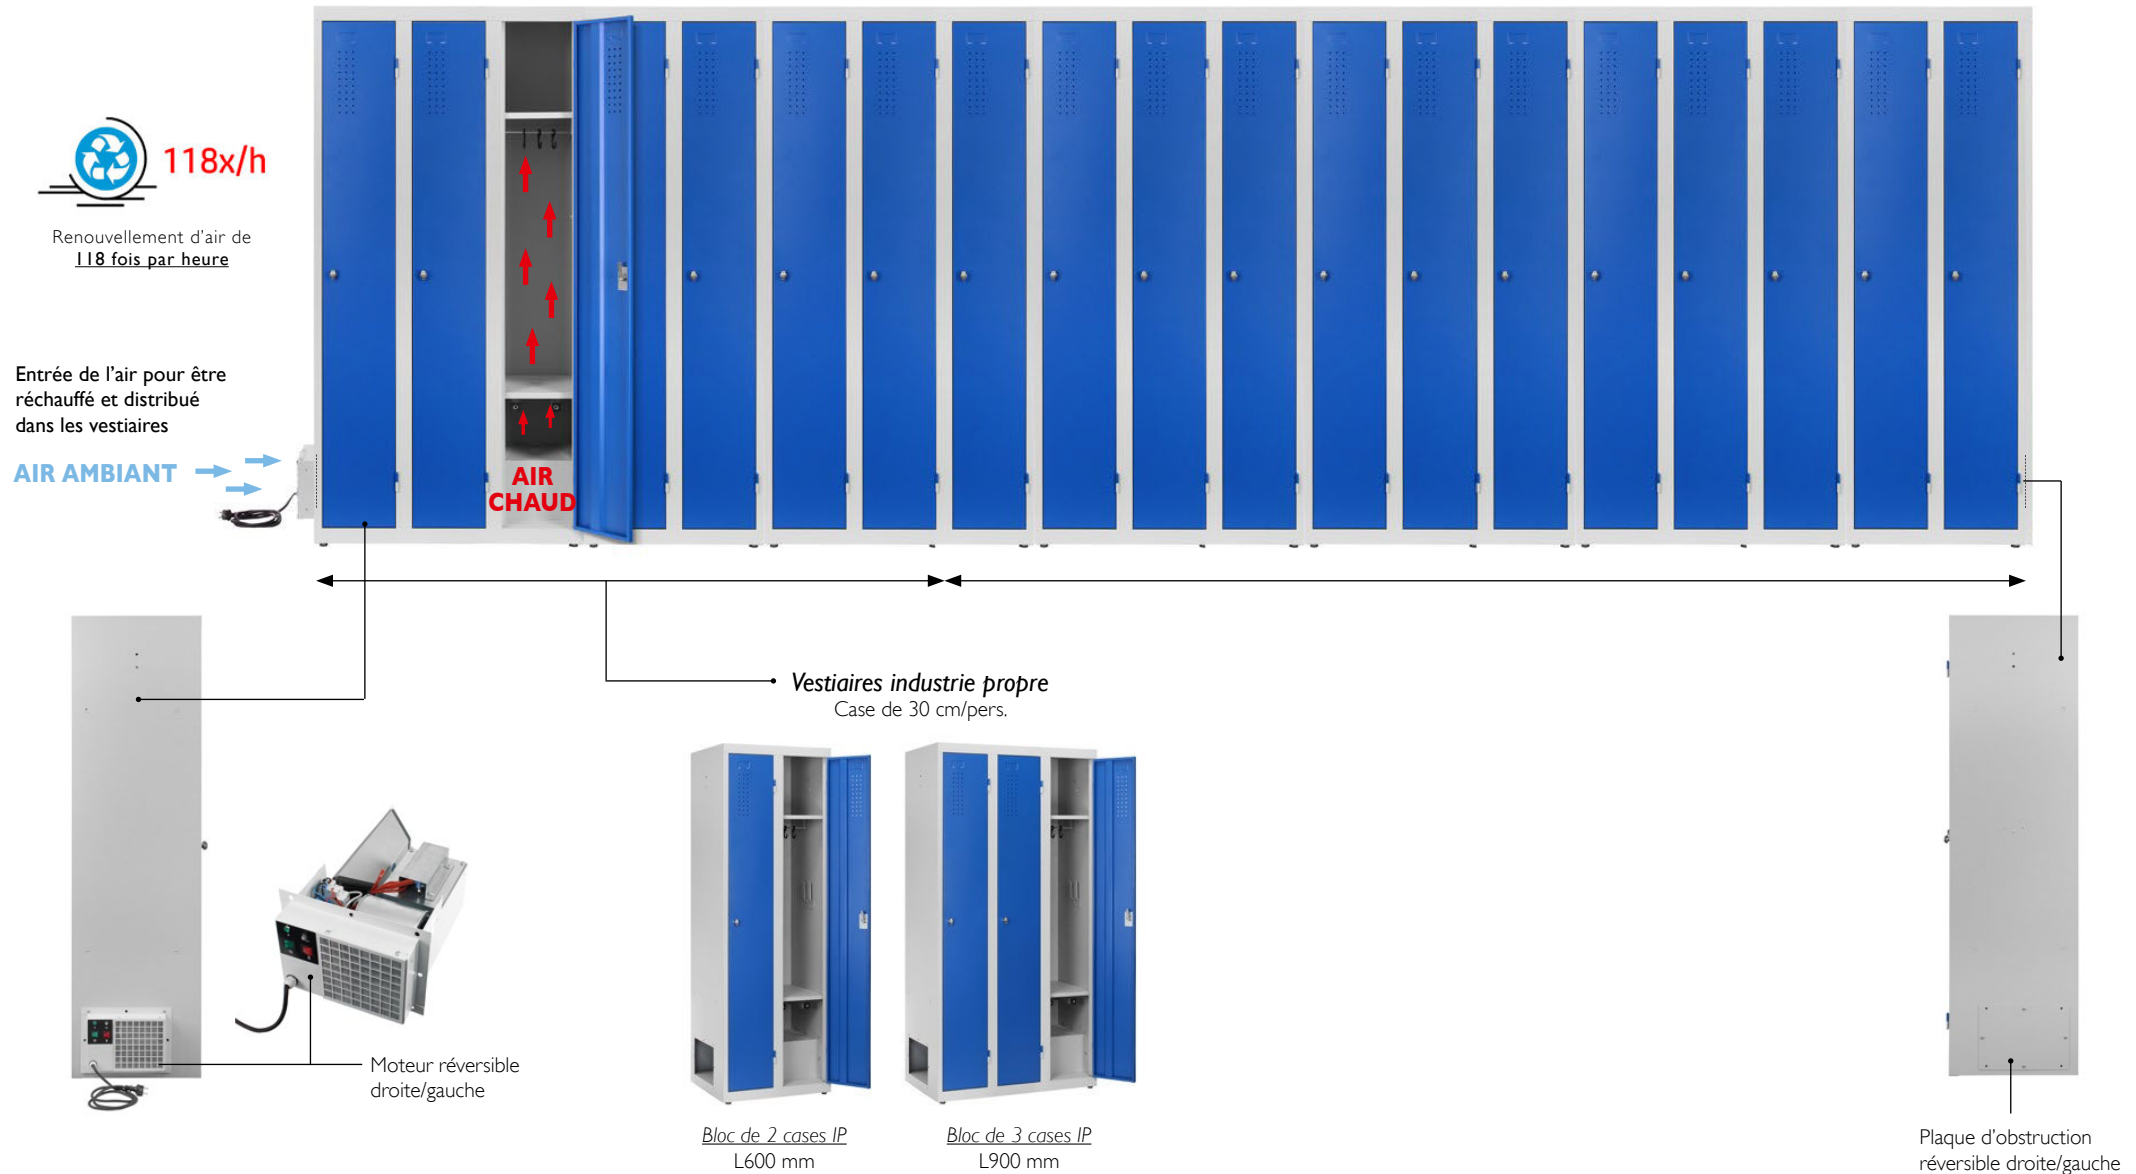 118x/h
Renouvellement d'air de
118 fois par heure
Entrée de l'air pour être
réchauffé et distribué
dans les vestiaires
AIR AMBIANT
AIR
CHAUD
Vestiaires industrie propre
Case de 30 cm/pers.
Moteur réversible
droite/gauche
Bloc de 2 cases IP
L600 mm
Bloc de 3 cases IP
L900 mm
Plaque d'obstruction
réversible droite/gauche